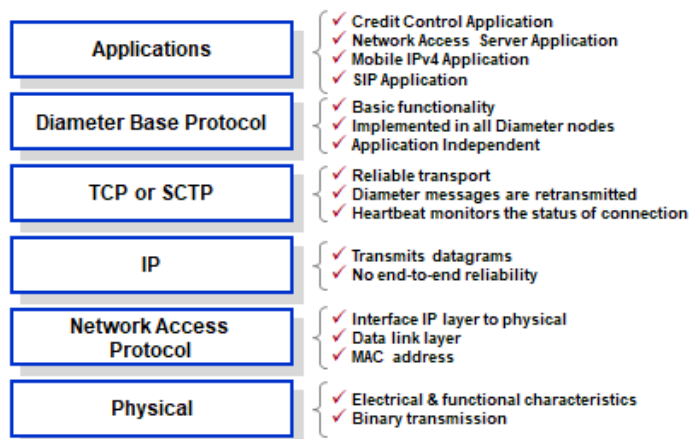 Applications
Credit Control Application
Network Access Server Application
Mobile IPv4 Application
SIP Application
Diameter Base Protocol
Basic functionality
Implemented in all Diameter nodes
Application Independent
TCP or SCTP
Reliable transport
Diameter messages are retransmitted
Heartbeat monitors the status of connection
IP
Transmits datagrams
No end-to-end reliability
Network Access
Protocol
Interface IP layer to physical
Data link layer
MAC address
Physical
Electrical & functional characteristics
Binary transmission